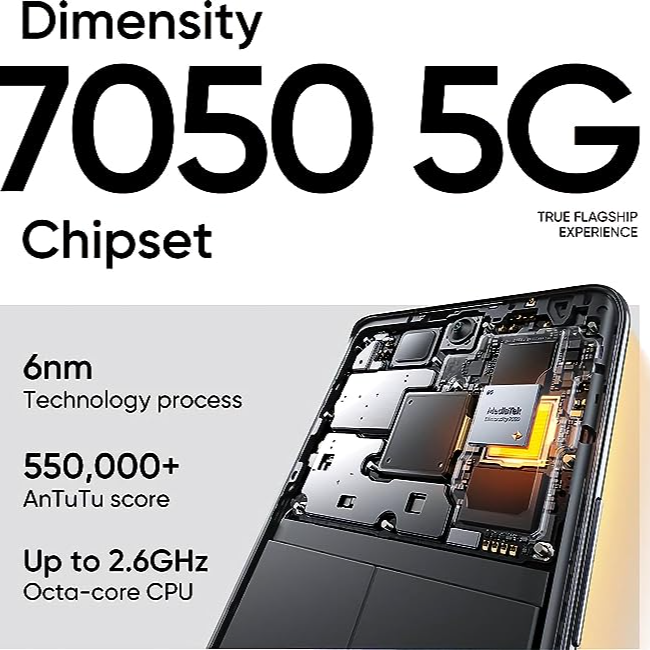 Dimensity
7050 5G
Chipset
TRUE FLAGSHIP
EXPERIENCE
6nm
Technology process
550,000+
AnTuTu score
Up to 2.6GHz
Octa-core CPU
MediaTek